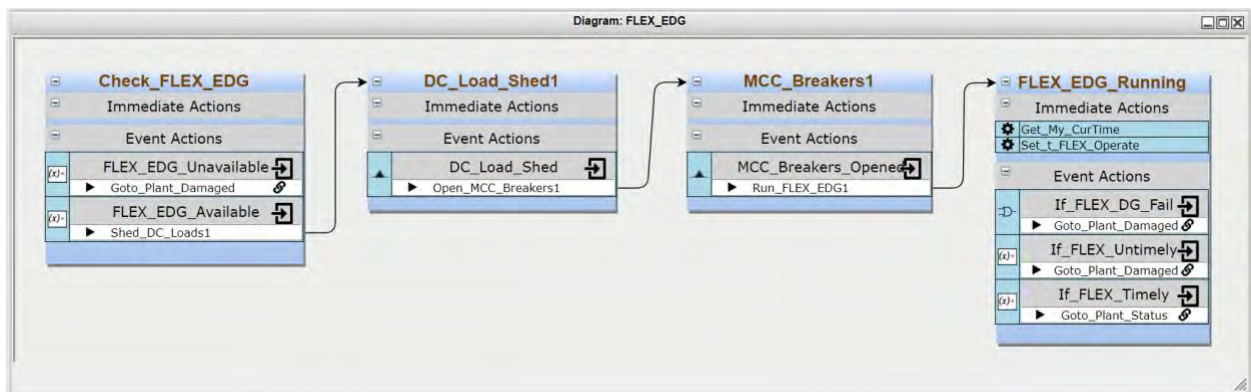 Diagram: FLEX_EDG
Check_FLEX_EDG
Immediate Actions
Event Actions
(x)= FLEX_EDG_Unavailable
Goto_Plant_Damaged
(x)= FLEX_EDG_Available
Shed_DC_Loads1
DC_Load_Shed1
Immediate Actions
Event Actions
DC_Load_Shed
Open_MCC_Breakers1
MCC_Breakers1
Immediate Actions
Event Actions
MCC_Breakers_Opened
Run_FLEX_EDG1
FLEX_EDG_Running
Immediate Actions
Get_My_CurTime
Set_t_FLEX_Operate
Event Actions
If_FLEX_DG_Fail
Goto_Plant_Damaged
(x)= If_FLEX_Untimely
Goto_Plant_Damaged
(x)= If_FLEX_Timely
Goto_Plant_Status